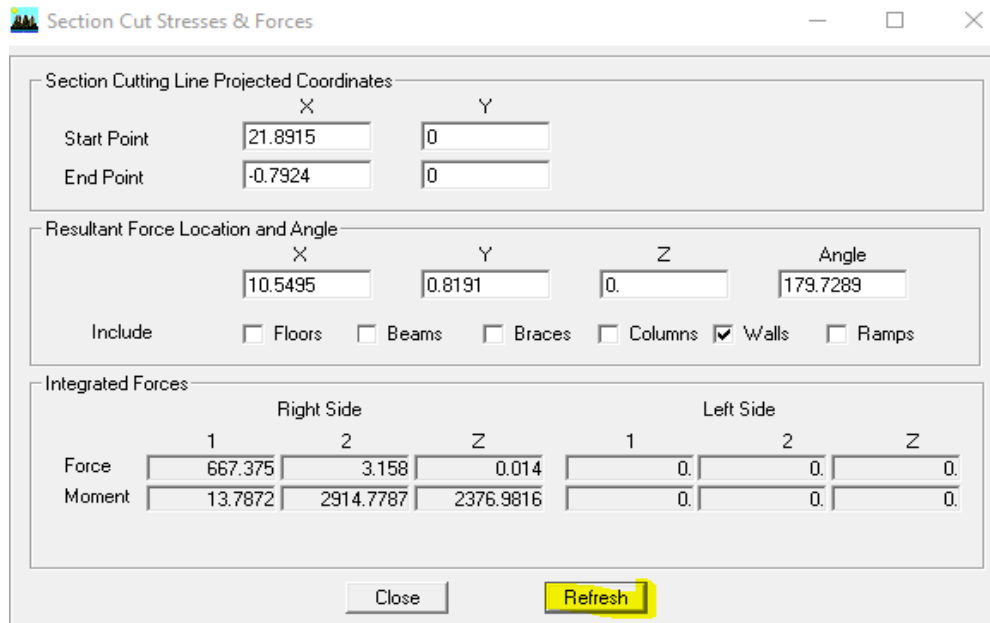 Section Cut Stresses & Forces
Section Cutting Line Projected Coordinates
X Y
Start Point 21.8915 0
End Point -0.7924 0
Resultant Force Location and Angle
X Y Z Angle
10.5495 0.8191 0. 179.7289
Include Floors Beams Braces Columns Walls Ramps
Integrated Forces
Right Side Left Side
1 2 Z 1 2 Z
Force 667.375 3.158 0.014 0. 0. 0.
Moment 13.7872 2914.7787 2376.9816 0. 0. 0.
Close Refresh